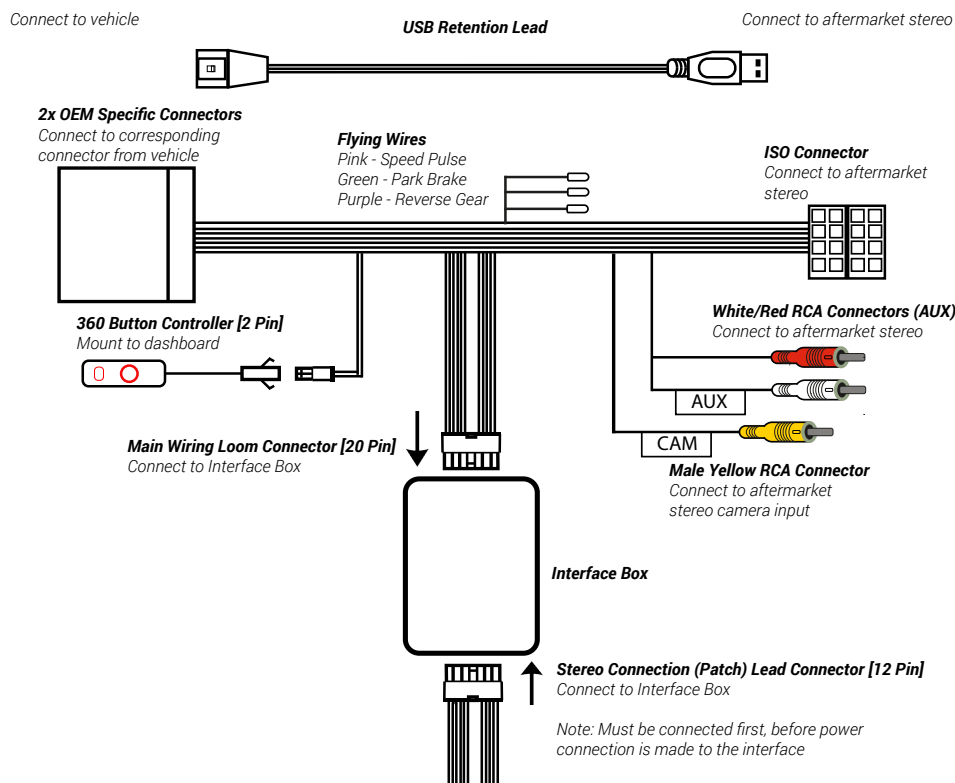 Connect to vehicle
USB Retention Lead
Connect to aftermarket stereo
2x OEM Specific Connectors
Connect to corresponding
connector from vehicle
Flying Wires
Pink - Speed Pulse
Green - Park Brake
Purple - Reverse Gear
ISO Connector
Connect to aftermarket
stereo
360 Button Controller [2 Pin]
Mount to dashboard
White/Red RCA Connectors (AUX)
Connect to aftermarket stereo
AUX
CAM
Main Wiring Loom Connector [20 Pin]
Connect to Interface Box
Male Yellow RCA Connector
Connect to aftermarket
stereo camera input
Interface Box
Stereo Connection (Patch) Lead Connector [12 Pin]
Connect to Interface Box
Note: Must be connected first, before power
connection is made to the interface